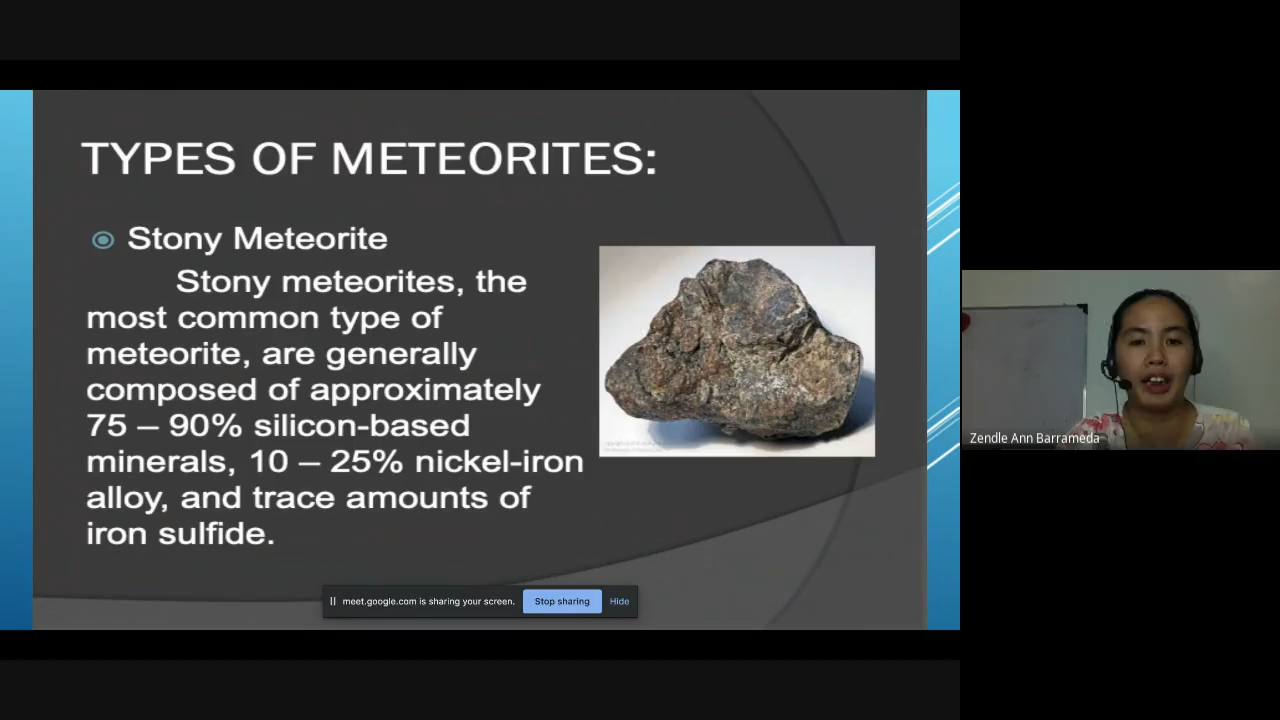 TYPES OF METEORITES:
Stony Meteorite
Stony meteorites, the
most common type of
meteorite, are generally
composed of approximately
75 – 90% silicon-based
minerals, 10 – 25% nickel-iron
alloy, and trace amounts of
iron sulfide.
meet.google.com is sharing your screen. Stop sharing Hide
Zendle Ann Barrameda